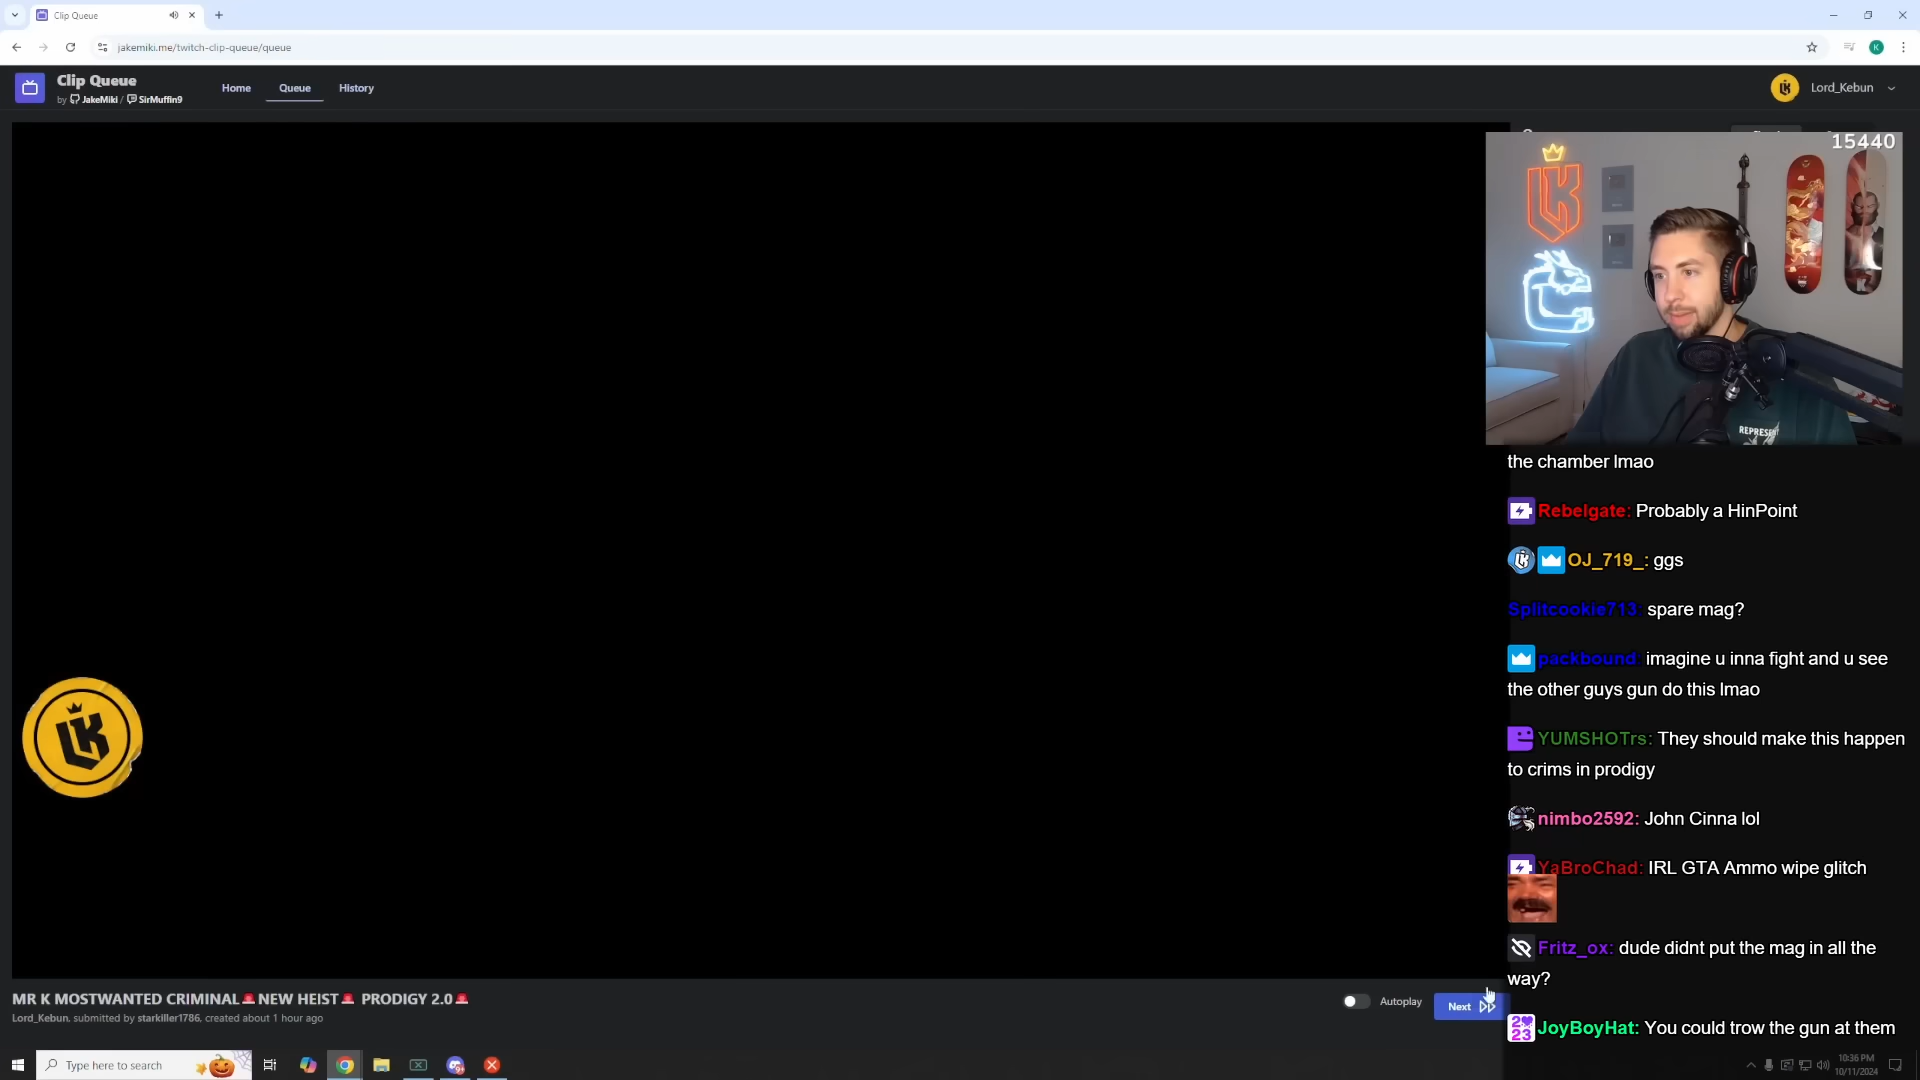 Clip Queue
jakemiki.me/twitch-clip-queue/queue
K
Clip Queue
by JakeMiki / SirMuffin9
Home
Queue
History
LK
Lord_Kebun
15440
LK
REPRESENT
the chamber lmao
Rebelgate: Probably a HinPoint
OJ_719_: ggs
Splitcookie713: spare mag?
packbound: imagine u inna fight and u see
the other guys gun do this lmao
LK
YUMSHOTrs: They should make this happen
to crims in prodigy
nimbo2592: John Cinna lol
YaBroChad: IRL GTA Ammo wipe glitch
Fritz_ox: dude didnt put the mag in all the
way?
2023
JoyBoyHat: You could trow the gun at them
MR K MOSTWANTED CRIMINAL🚨NEW HEIST🚨 PRODIGY 2.0🚨
Lord_Kebun, submitted by starkiller1786, created about 1 hour ago
Autoplay
Next
Type here to search
10:36 PM
10/11/2024